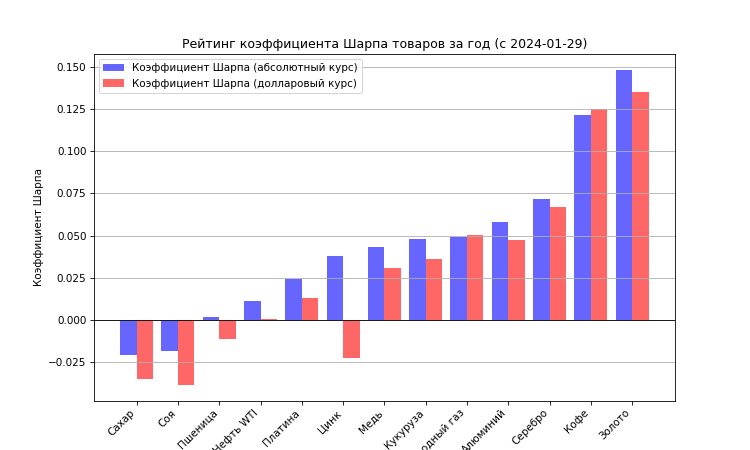 Рейтинг коэффициента Шарпа товаров за год (с 2024-01-29)
Коэффициент Шарпа (абсолютный курс)
Коэффициент Шарпа (долларовый курс)
Коэффициент Шарпа
0.150
0.125
0.100
0.075
0.050
0.025
0.000
−0.025
Сахар
Соя
Пшеница
Нефть WTI
Платина
Цинк
Медь
Кукуруза
газ
Алюминий
Серебро
Кофе
Золото